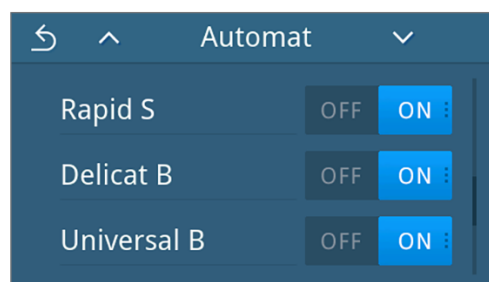 Automat
Rapid S OFF ON
Delicat B OFF ON
Universal B OFF ON